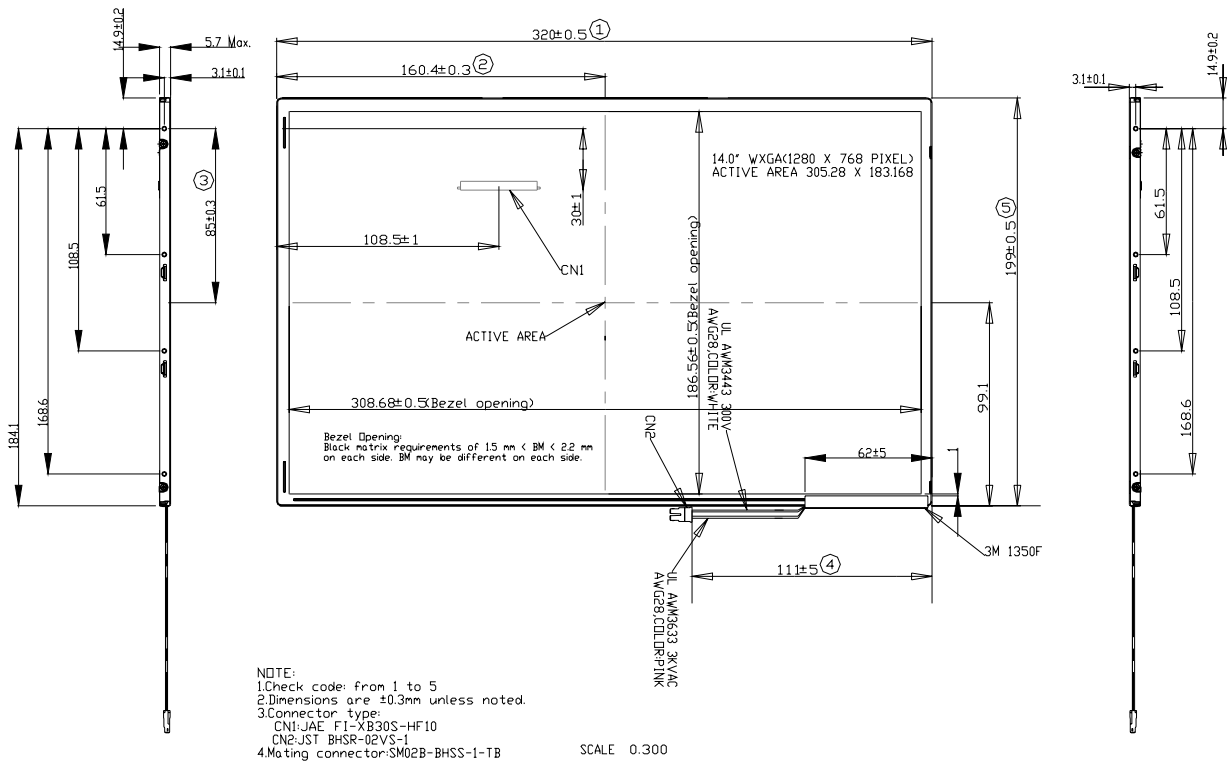 14.9±0.2
5.7 Max.
3.1±0.1
320±0.5 1
160.4±0.3 2
3.1±0.1
14.9±0.2
14.0" WXGA(1280 X 768 PIXEL)
ACTIVE AREA 305.28 X 183.168
184.1
168.6
108.5
61.5
85±0.3 3
30±1
108.5±1
CN1
186.56±0.5(Bezel opening)
199±0.5 5
61.5
108.5
168.6
ACTIVE AREA
UL AWM3443 300V
AWG28,COLOR:WHITE
99.1
308.68±0.5(Bezel opening)
Bezel Opening:
Black matrix requirements of 1.5 mm < BM < 2.2 mm
on each side. BM may be different on each side.
CN2
62±5
1
3M 1350F
111±5 4
UL AWM3633 3KVAC
AWG28,COLOR:PINK
NOTE:
1.Check code: from 1 to 5
2.Dimensions are ±0.3mm unless noted.
3.Connector type:
CN1:JAE FI-XB30S-HF10
CN2:JST BHSR-02VS-1
4.Mating connector:SM02B-BHSS-1-TB
SCALE 0.300